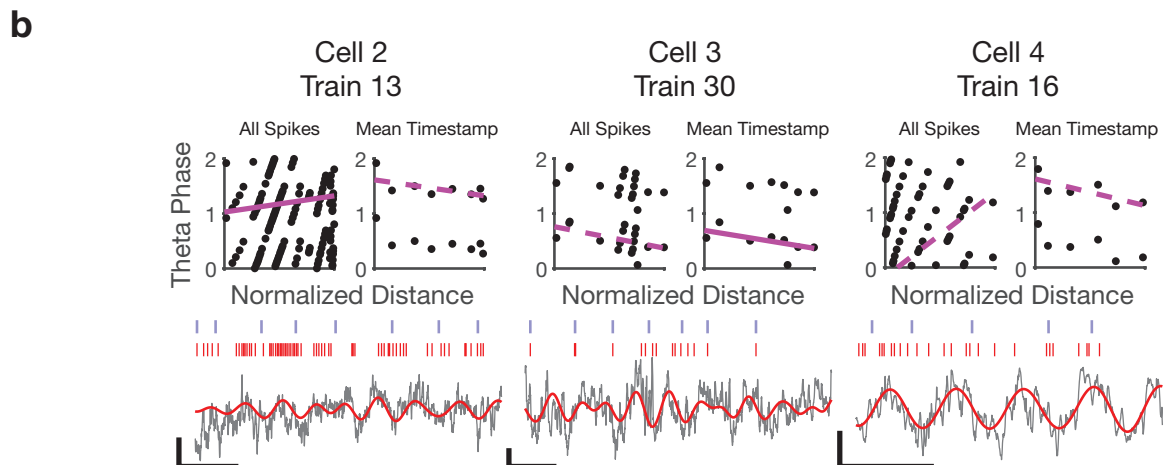 b
Cell 2
Train 13
Cell 3
Train 30
Cell 4
Train 16
All Spikes
Mean Timestamp
All Spikes
Mean Timestamp
All Spikes
Mean Timestamp
Theta Phase
2
1
0
2
1
0
2
1
0
2
1
0
2
1
0
2
1
0
Normalized Distance
Normalized Distance
Normalized Distance